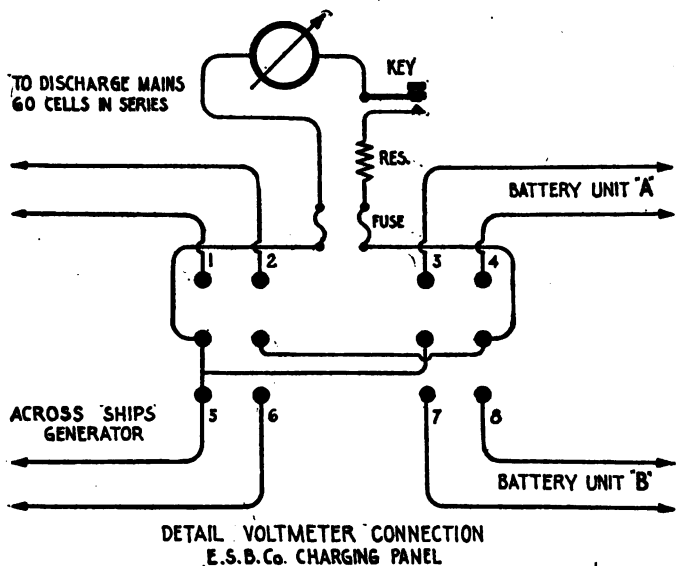 KEY
TO DISCHARGE MAINS
60 CELLS IN SERIES
RES.
BATTERY UNIT "A"
FUSE
1 2 3 4
5 6 7 8
ACROSS SHIPS'
GENERATOR
BATTERY UNIT "B"
DETAIL VOLTMETER CONNECTION
E.S.B.Co. CHARGING PANEL